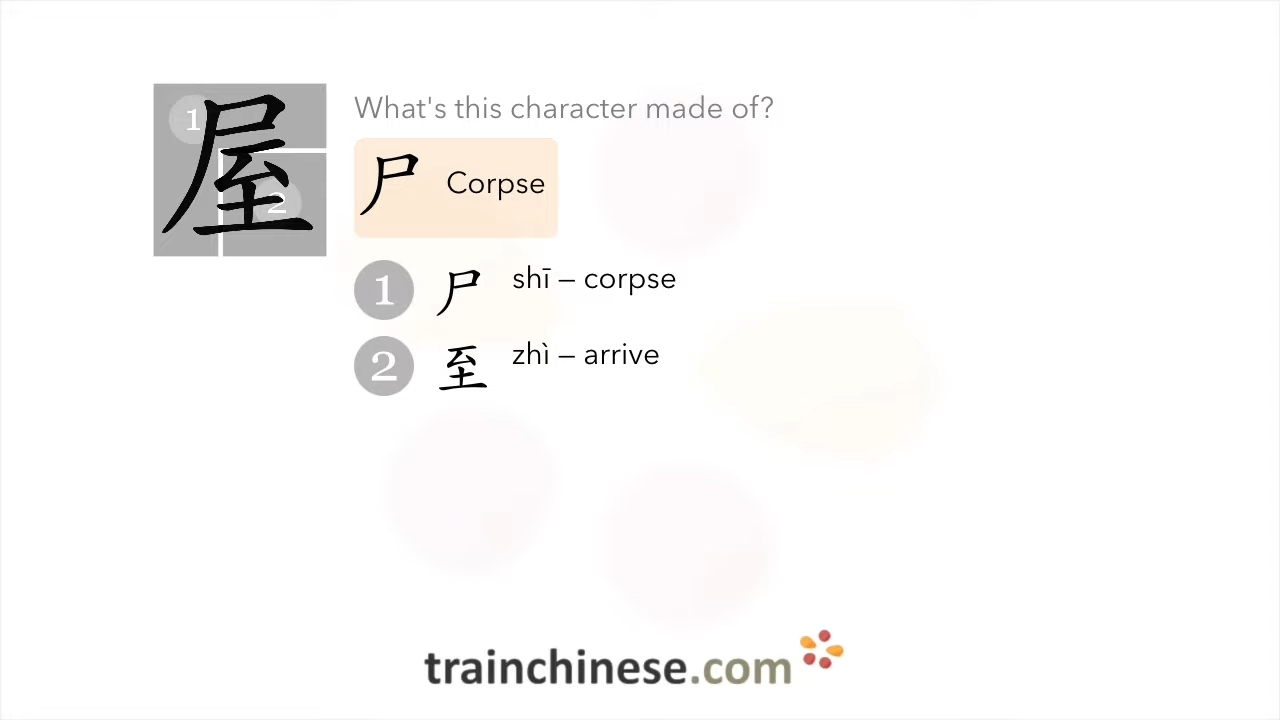 屋
1
2
What's this character made of?
尸 Corpse
1 尸 shī – corpse
2 至 zhì – arrive
trainchinese.com